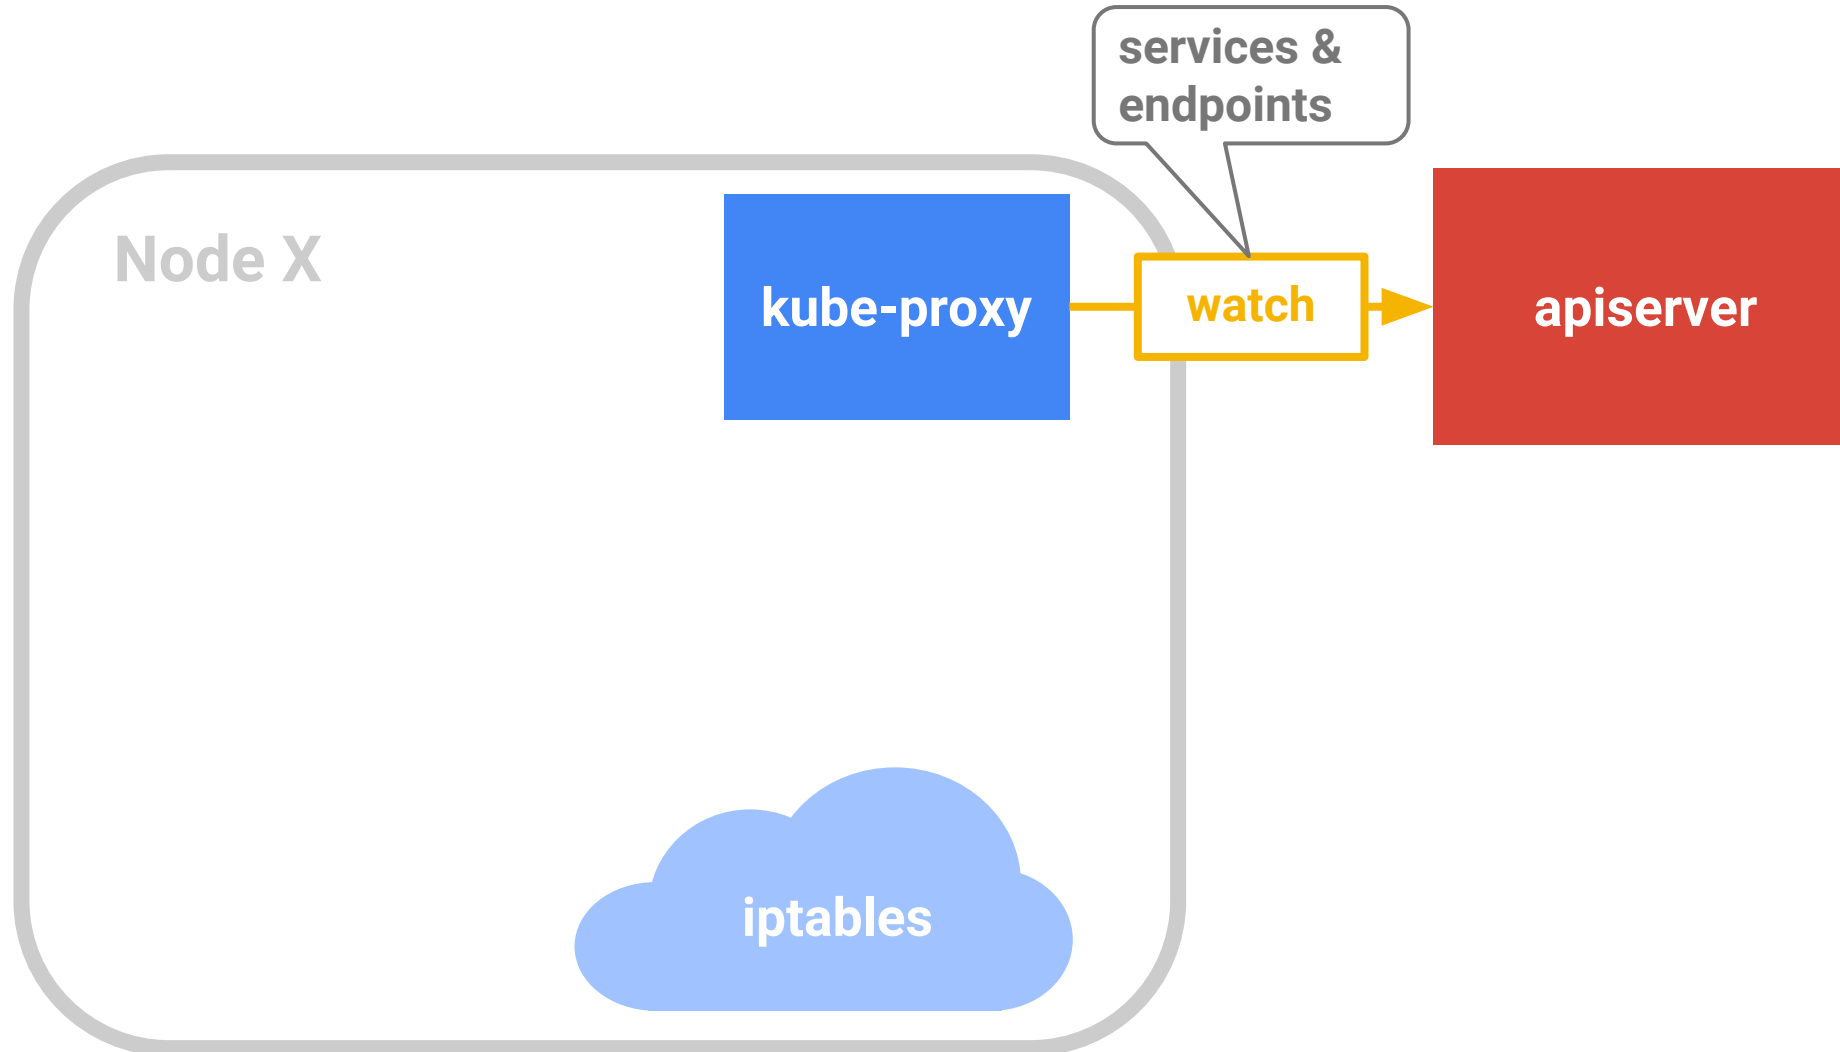 services &
endpoints
Node X
kube-proxy
watch
apiserver
iptables